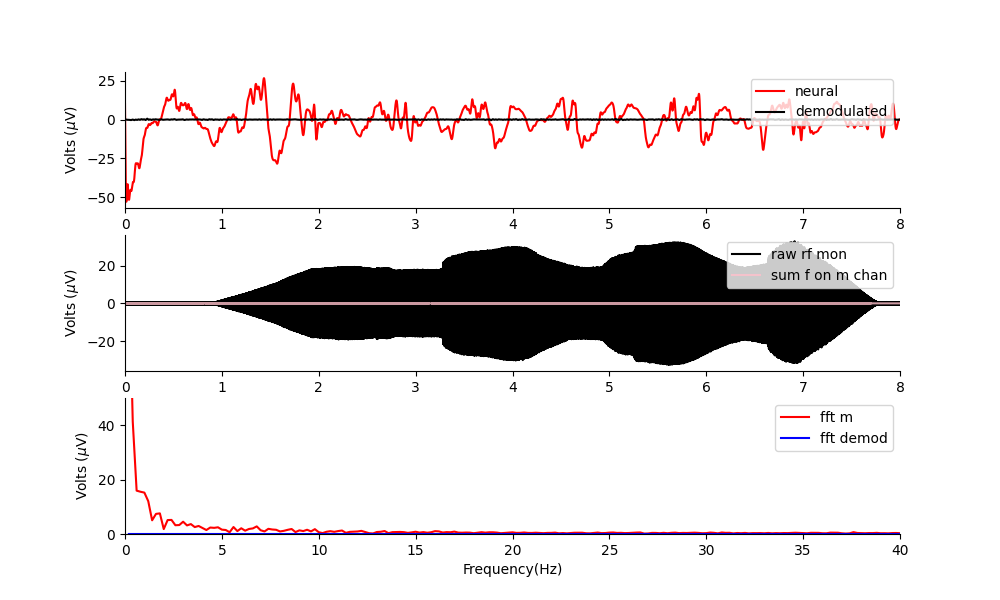 25
0
−25
−50
Volts (μV)
neural
demodulated
0 1 2 3 4 5 6 7 8
20
0
−20
Volts (μV)
raw rf mon
sum f on m chan
0 1 2 3 4 5 6 7 8
40
20
0
Volts (μV)
fft m
fft demod
0 5 10 15 20 25 30 35 40
Frequency(Hz)